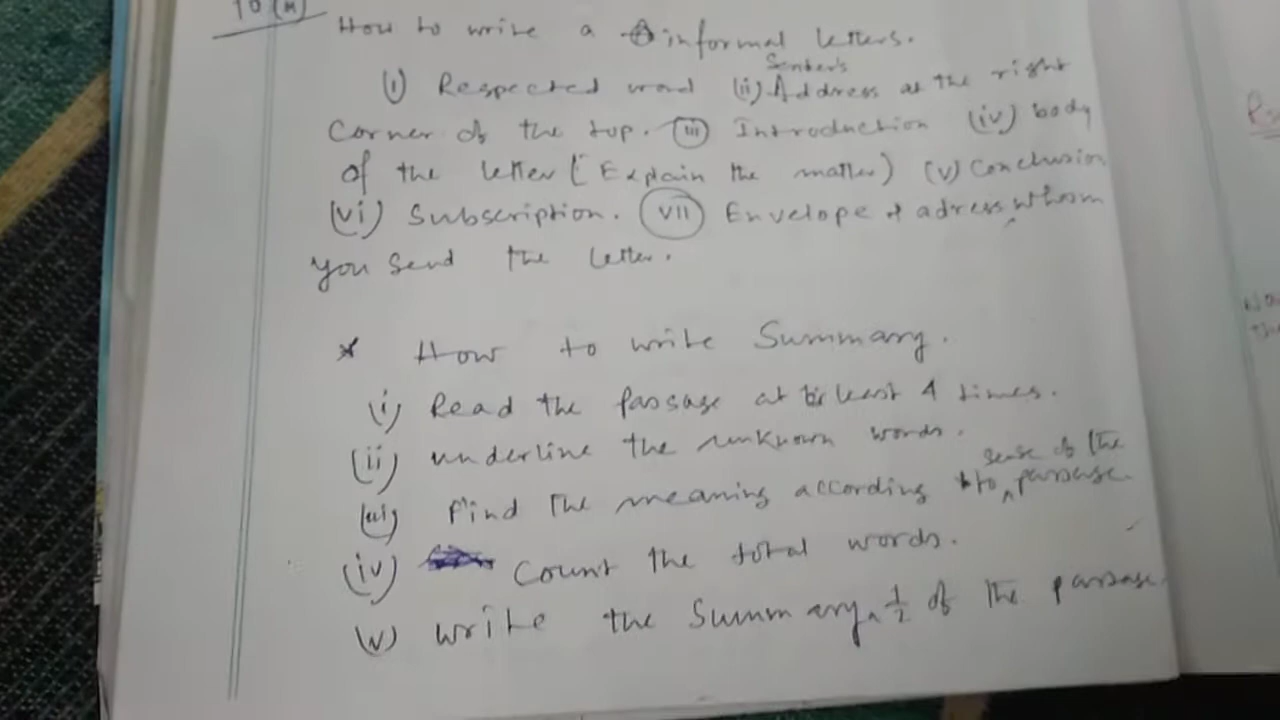 10 (M)
How to write a informal letters.
(i) Respected word (ii) Sender's Address at the right
corner of the top. (iii) Introduction (iv) body
of the letter (Explain the matter) (v) Conclusion
(vi) Subscription. (vii) Envelope of adress whom
you send the letter.
* How to write Summary.
(i) Read the passage at least 4 times.
(ii) underline the unknown words.
(iii) Find the meaning according to sense of the passage.
(iv) Count the total words.
(v) write the Summary 1/2 of the passage